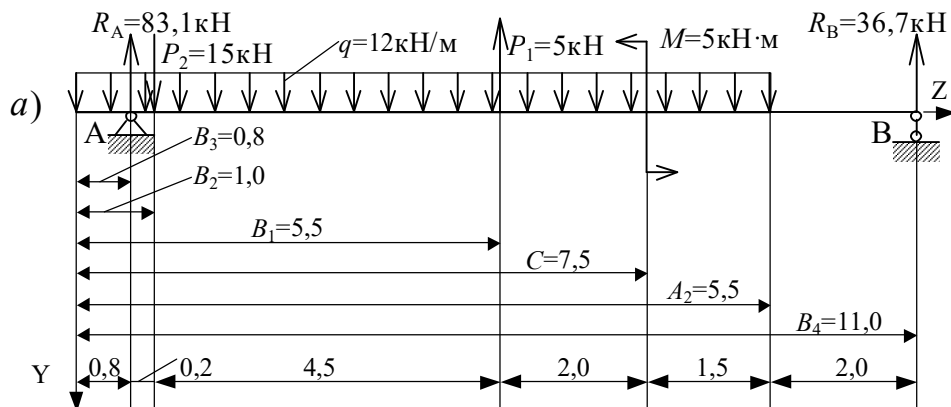 R_A=83,1кН
R_B=36,7кН
P_2=15кН
q=12кН/м
P_1=5кН
M=5кН·м
а)
Z
A
B
B_3=0,8
B_2=1,0
B_1=5,5
C=7,5
A_2=5,5
B_4=11,0
Y
0,8 0,2 4,5 2,0 1,5 2,0